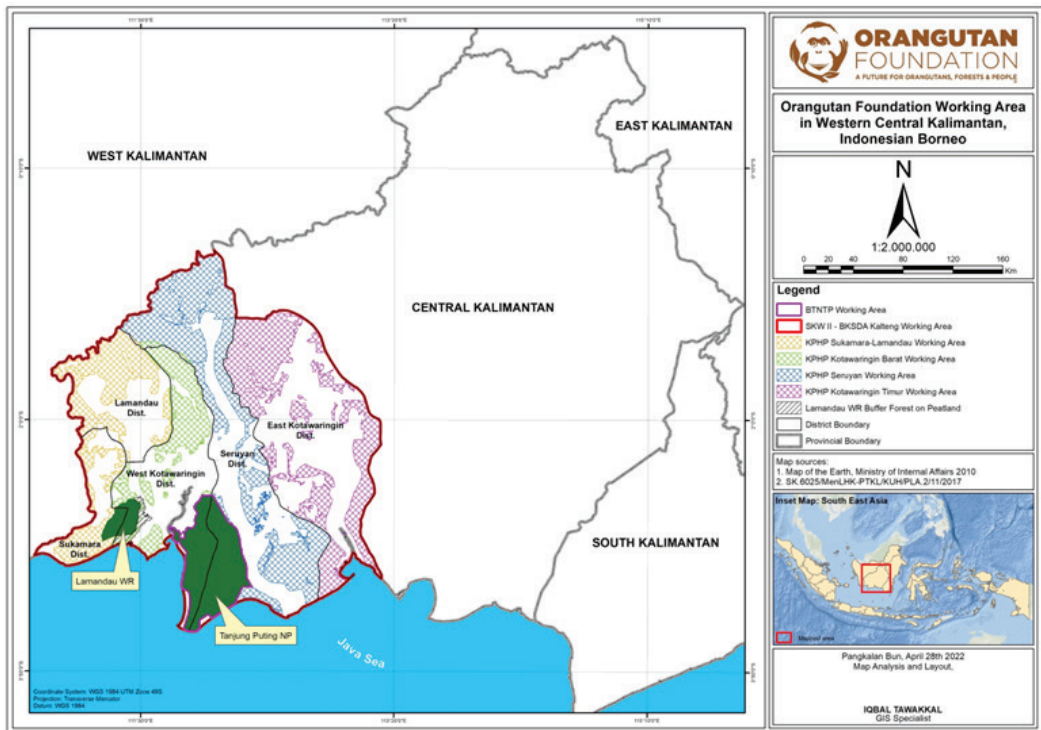 WEST KALIMANTAN
EAST KALIMANTAN
CENTRAL KALIMANTAN
Lamandau
Dist.
East Kotawaringin
Dist.
Seruyan
Dist.
West Kotawaringin
Dist.
Sukamara
Dist.
SOUTH KALIMANTAN
Lamandau WR
Tanjung Puting NP
Java Sea
Coordinate System: WGS 1984 UTM Zone 49S
Projection: Transverse Mercator
Datum: WGS 1984
ORANGUTAN
FOUNDATION
A FUTURE FOR ORANGUTANS, FORESTS & PEOPLE
Orangutan Foundation Working Area
in Western Central Kalimantan,
Indonesian Borneo
N
1:2.000.000
0 10 20 40 80 120 160
Km
Legend
BTNTP Working Area
SKW II - BKSDA Kalteng Working Area
KPHP Sukamara-Lamandau Working Area
KPHP Kotawaringin Barat Working Area
KPHP Seruyan Working Area
KPHP Kotawaringin Timur Working Area
Lamandau WR Buffer Forest on Peatland
District Boundary
Provincial Boundary
Map sources:
1. Map of the Earth, Ministry of Internal Affairs 2010
2. SK.6025/MenLHK-PTKL/KUH/PLA.2/11/2017
Inset Map: South East Asia
Mapped area
Pangkalan Bun, April 28th 2022
Map Analysis and Layout,
IQBAL TAWAKKAL
GIS Specialist